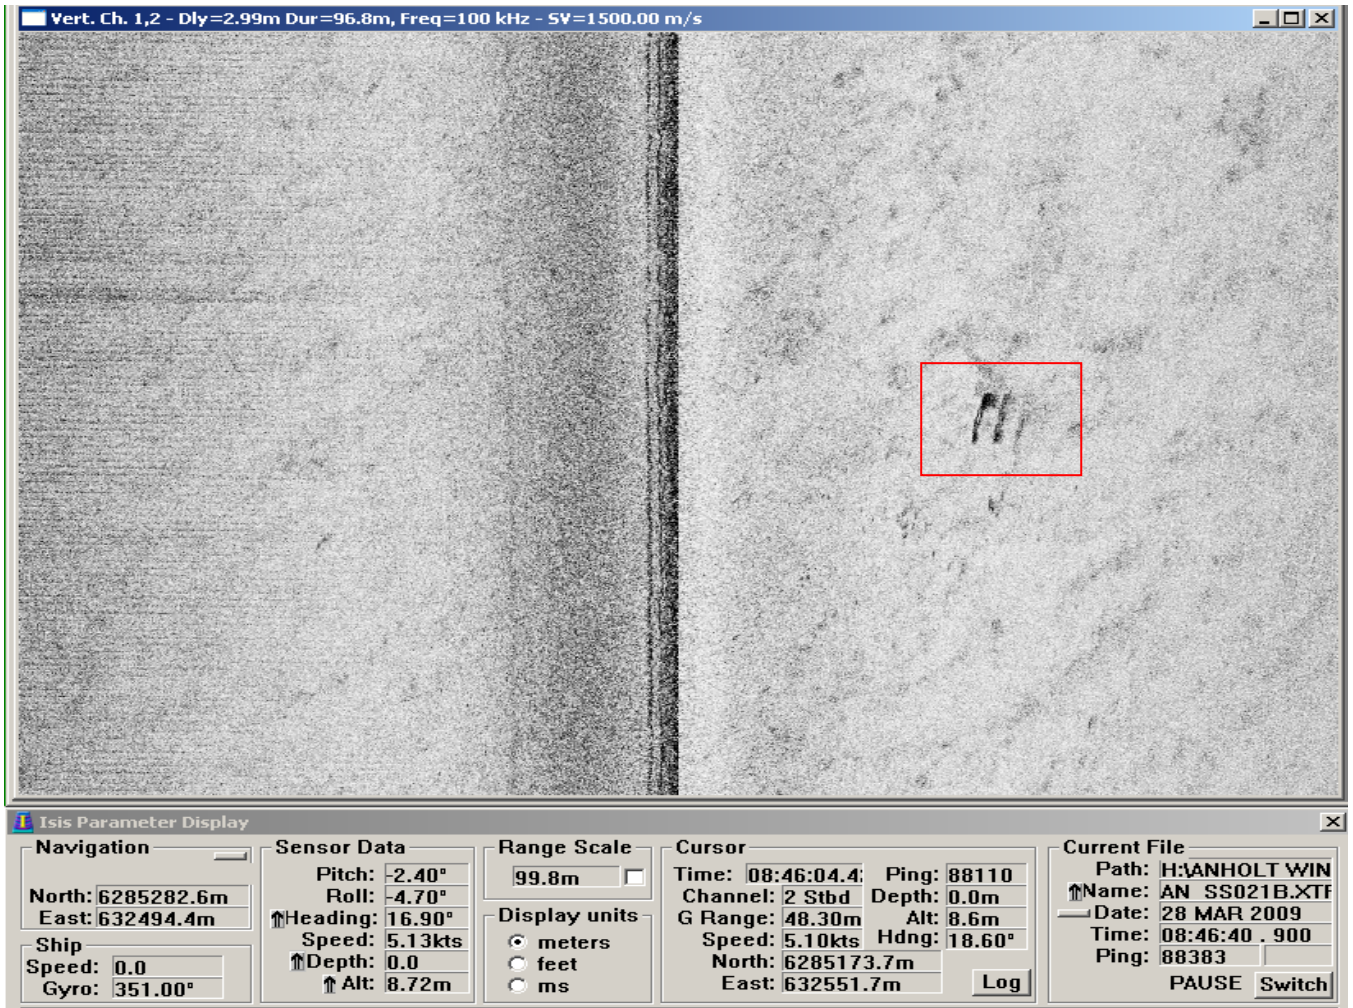 Vert. Ch. 1,2 - Dly=2.99m Dur=96.8m, Freq=100 kHz - SV=1500.00 m/s
Isis Parameter Display
Navigation
North: 6285282.6m
East: 632494.4m
Ship
Speed: 0.0
Gyro: 351.00°
Sensor Data
Pitch: -2.40°
Roll: -4.70°
Heading: 16.90°
Speed: 5.13kts
Depth: 0.0
Alt: 8.72m
Range Scale
99.8m
Display units
meters
feet
ms
Cursor
Time: 08:46:04.4 Ping: 88110
Channel: 2 Stbd Depth: 0.0m
G Range: 48.30m Alt: 8.6m
Speed: 5.10kts Hdng: 18.60°
North: 6285173.7m
East: 632551.7m
Log
Current File
Path: H:\ANHOLT WIN
Name: AN_SS021B.XTF
Date: 28 MAR 2009
Time: 08:46:40 . 900
Ping: 88383
PAUSE Switch